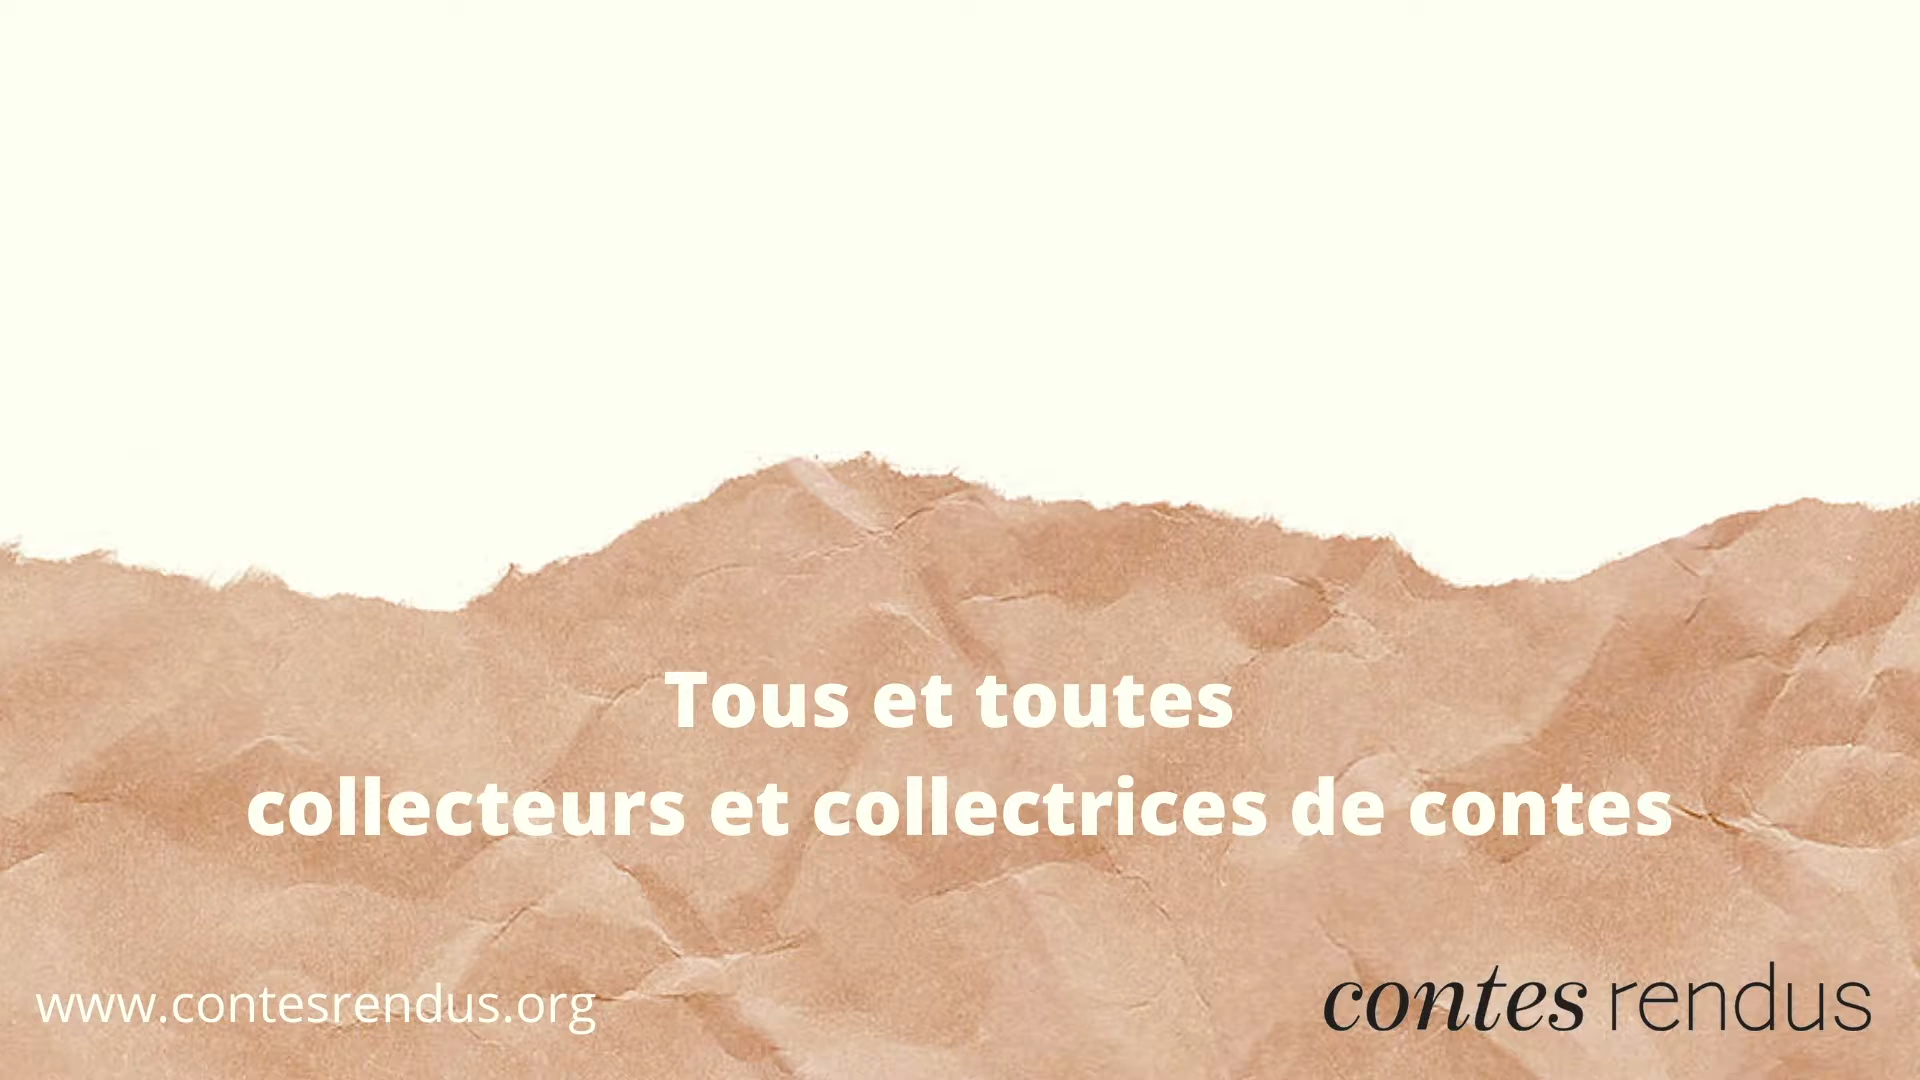 Tous et toutes
collecteurs et collectrices de contes
www.contesrendus.org
contes rendus